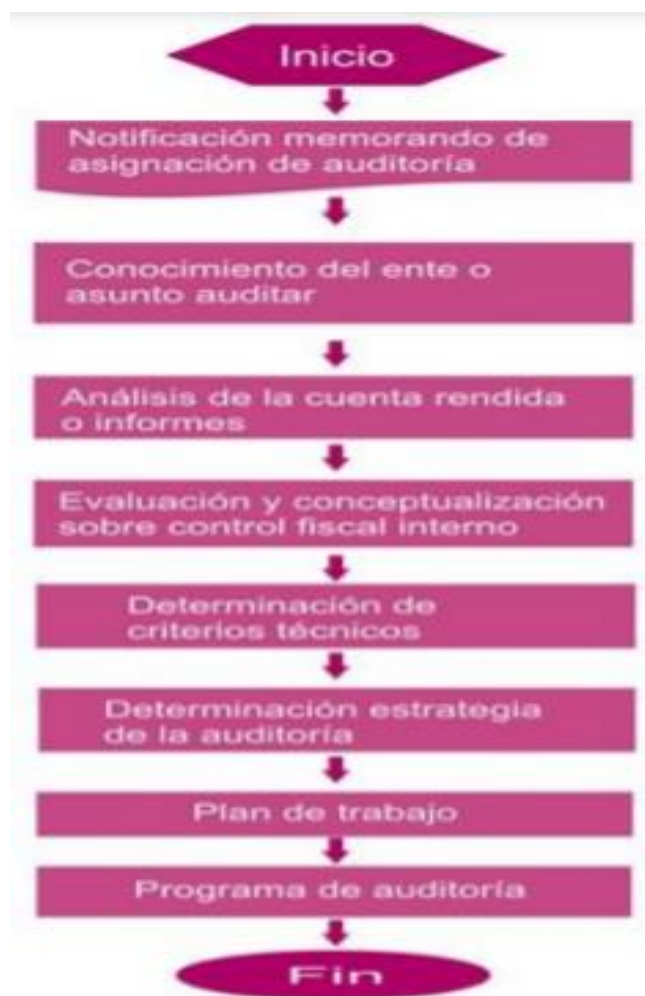 Inicio
Notificación memorando de
asignación de auditoría
Conocimiento del ente o
asunto auditar
Análisis de la cuenta rendida
o informes
Evaluación y conceptualización
sobre control fiscal interno
Determinación de
criterios técnicos
Determinación estrategia
de la auditoría
Plan de trabajo
Programa de auditoría
Fin